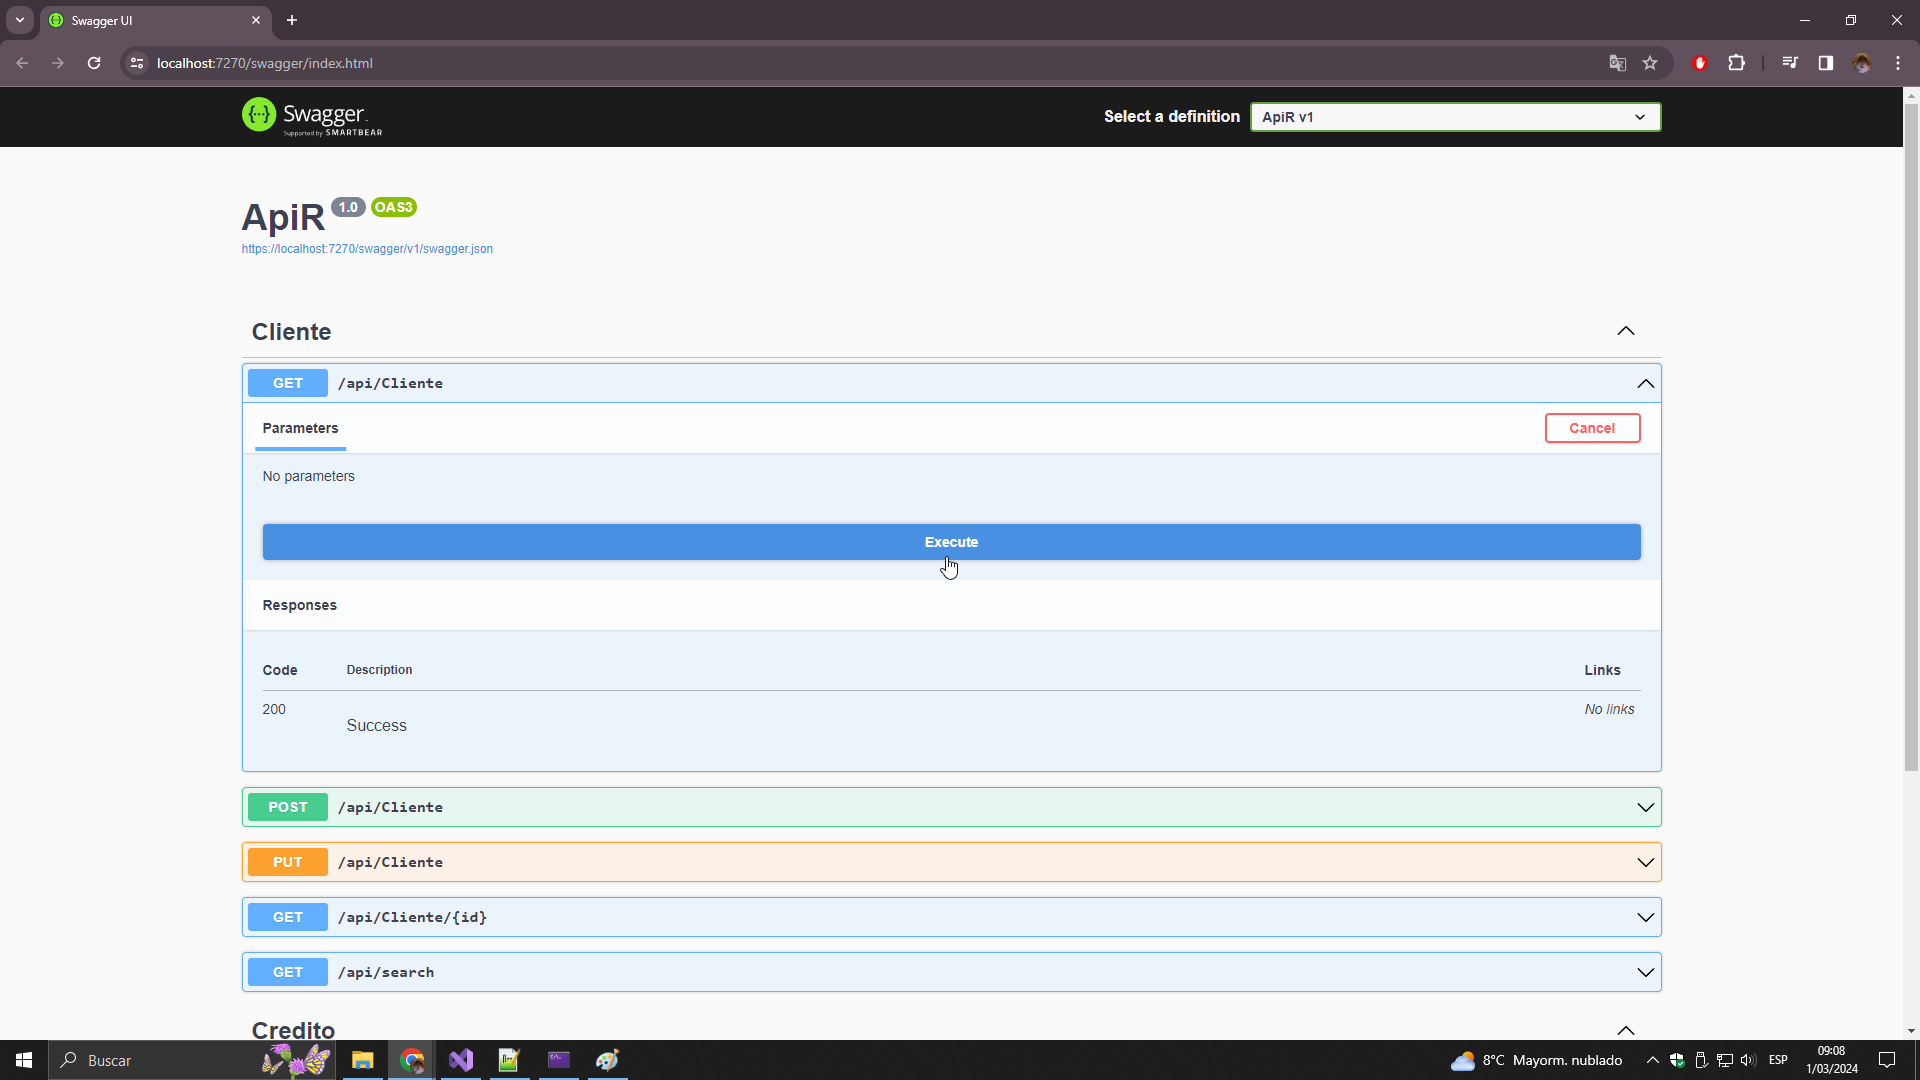 Swagger UI
localhost:7270/swagger/index.html
Swagger
Supported by SMARTBEAR
Select a definition
ApiR v1
ApiR 1.0 OAS3
https://localhost:7270/swagger/v1/swagger.json
Cliente
GET /api/Cliente
Parameters
Cancel
No parameters
Execute
Responses
Code Description Links
200 Success No links
POST /api/Cliente
PUT /api/Cliente
GET /api/Cliente/{id}
GET /api/search
Credito
Buscar
8°C Mayorm. nublado
ESP
09:08
1/03/2024